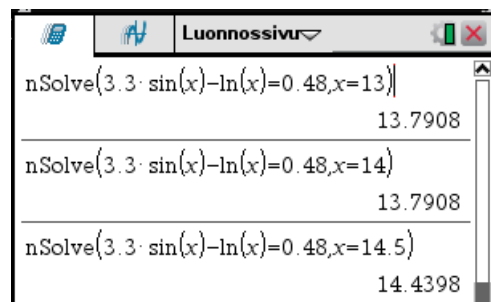 Luonnossivu
nSolve(3.3· sin(x)−ln(x)=0.48,x=13)
13.7908
nSolve(3.3· sin(x)−ln(x)=0.48,x=14)
13.7908
nSolve(3.3· sin(x)−ln(x)=0.48,x=14.5)
14.4398